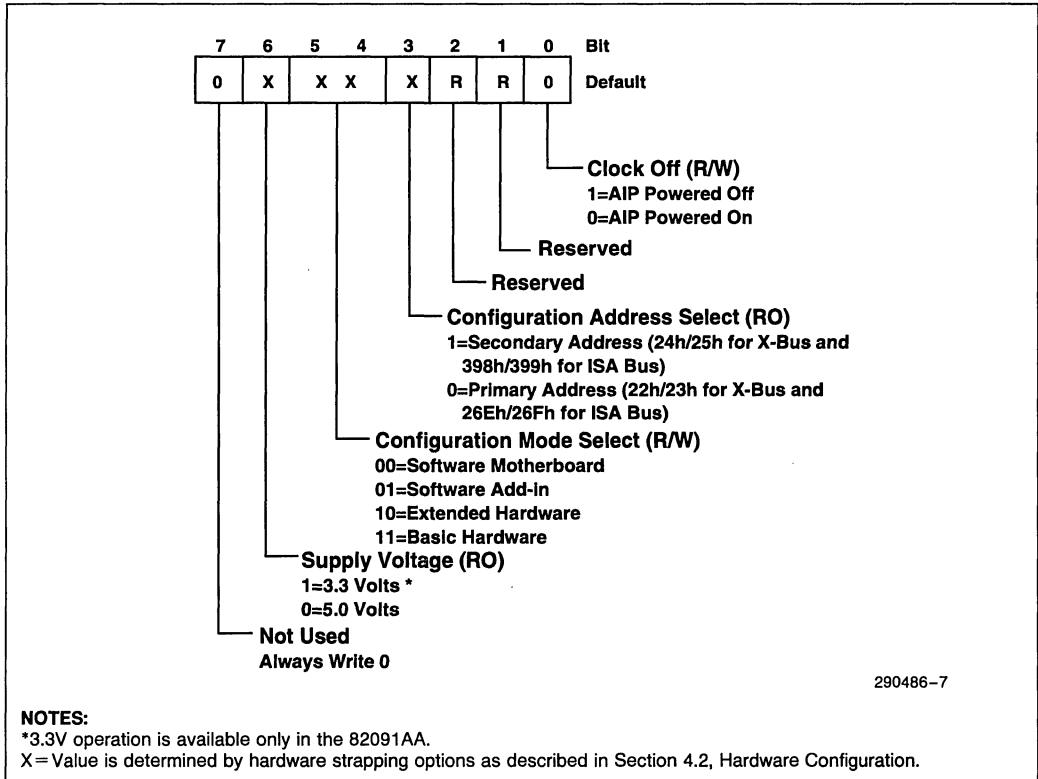 7 6 5 4 3 2 1 0 Bit
0 X X X X R R 0 Default
Clock Off (R/W)
1=AIP Powered Off
0=AIP Powered On
Reserved
Reserved
Configuration Address Select (RO)
1=Secondary Address (24h/25h for X-Bus and
398h/399h for ISA Bus)
0=Primary Address (22h/23h for X-Bus and
26Eh/26Fh for ISA Bus)
Configuration Mode Select (R/W)
00=Software Motherboard
01=Software Add-in
10=Extended Hardware
11=Basic Hardware
Supply Voltage (RO)
1=3.3 Volts *
0=5.0 Volts
Not Used
Always Write 0
290486–7
NOTES:
*3.3V operation is available only in the 82091AA.
X=Value is determined by hardware strapping options as described in Section 4.2, Hardware Configuration.